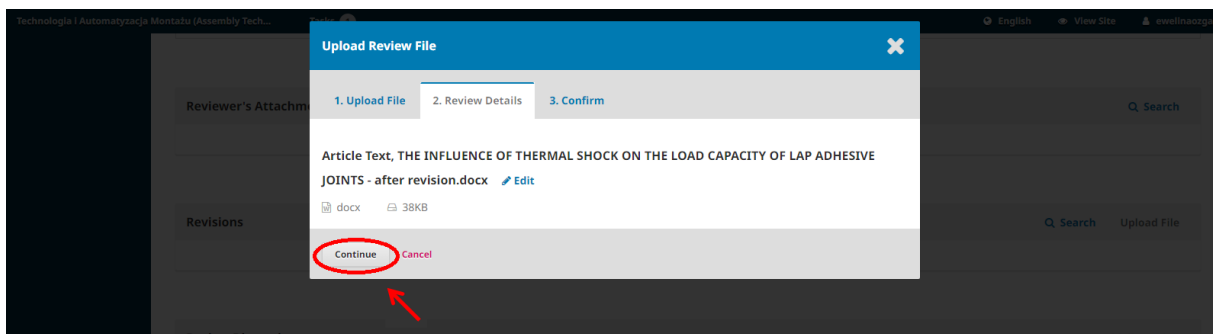 Technologia i Automatyzacja Montażu (Assembly Tech... Tasks English View Site ewelinaozga
Upload Review File
1. Upload File 2. Review Details 3. Confirm
Reviewer's Attachm Search
Article Text, THE INFLUENCE OF THERMAL SHOCK ON THE LOAD CAPACITY OF LAP ADHESIVE
JOINTS - after revision.docx Edit
docx 38KB
Revisions Search Upload File
Continue Cancel